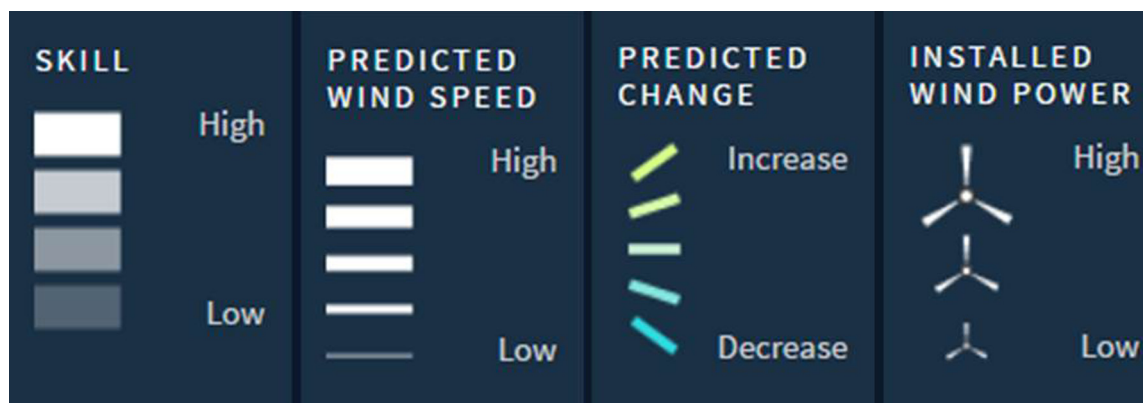 SKILL
High
Low
PREDICTED
WIND SPEED
High
Low
PREDICTED
CHANGE
Increase
Decrease
INSTALLED
WIND POWER
High
Low